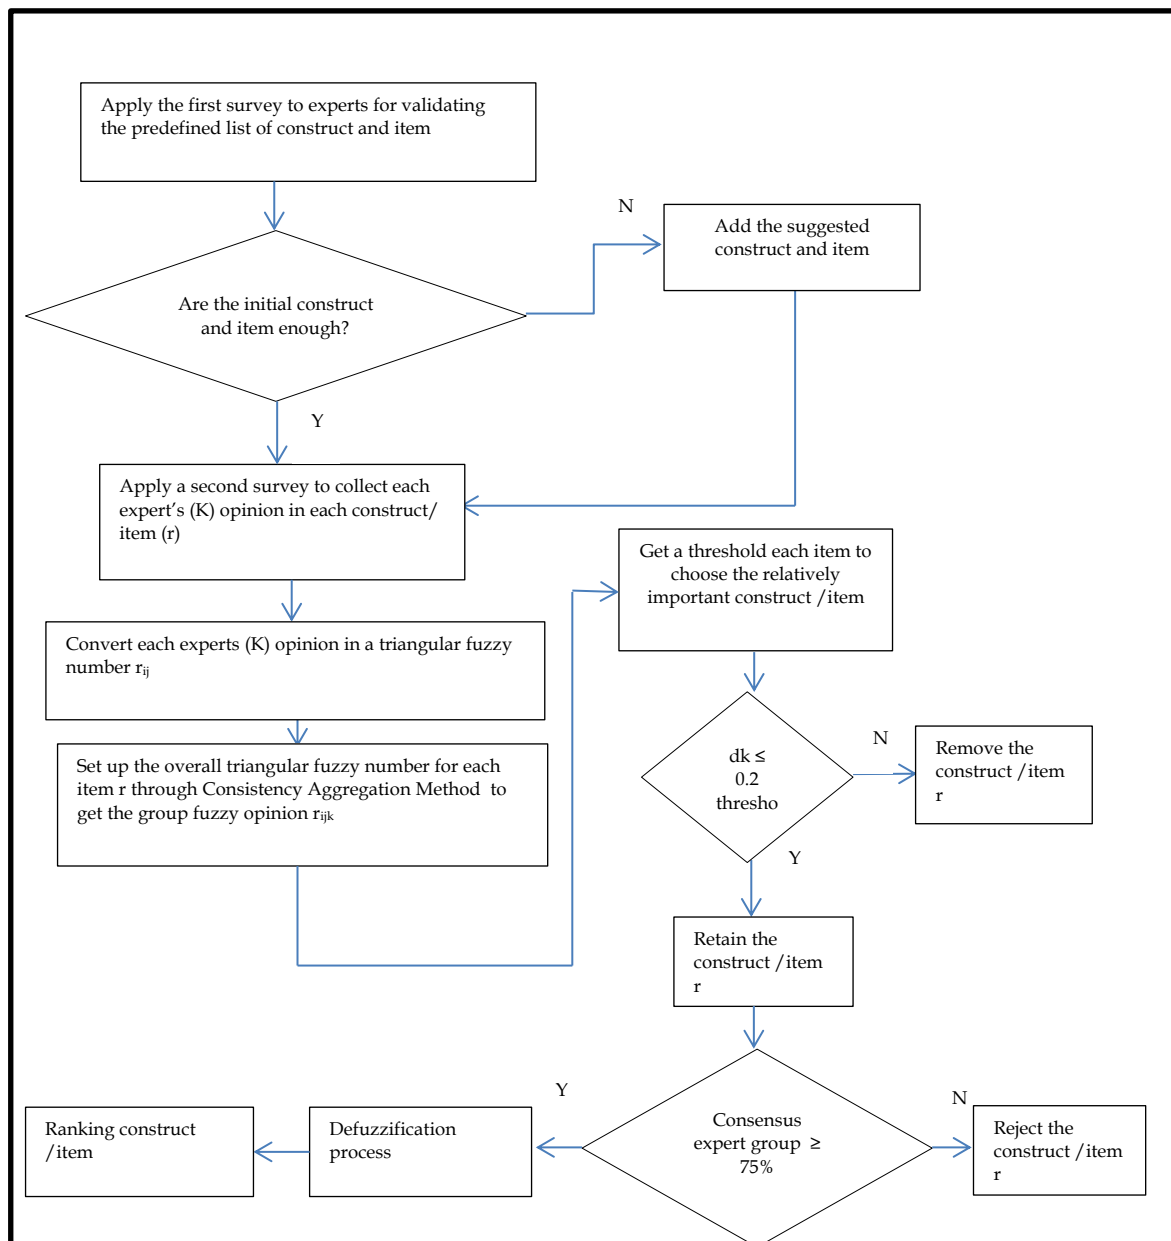 Apply the first survey to experts for validating
the predefined list of construct and item
N
Add the suggested
construct and item
Are the initial construct
and item enough?
Y
Apply a second survey to collect each
expert’s (K) opinion in each construct/
item (r)
Get a threshold each item to
choose the relatively
important construct /item
Convert each experts (K) opinion in a triangular fuzzy
number rij
Set up the overall triangular fuzzy number for each
item r through Consistency Aggregation Method to
get the group fuzzy opinion rijk
dk ≤
0.2
thresho
N
Remove the
construct /item
r
Y
Retain the
construct /item
r
Consensus
expert group ≥
75%
Y
N
Reject the
construct /item
r
Defuzzification
process
Ranking construct
/item